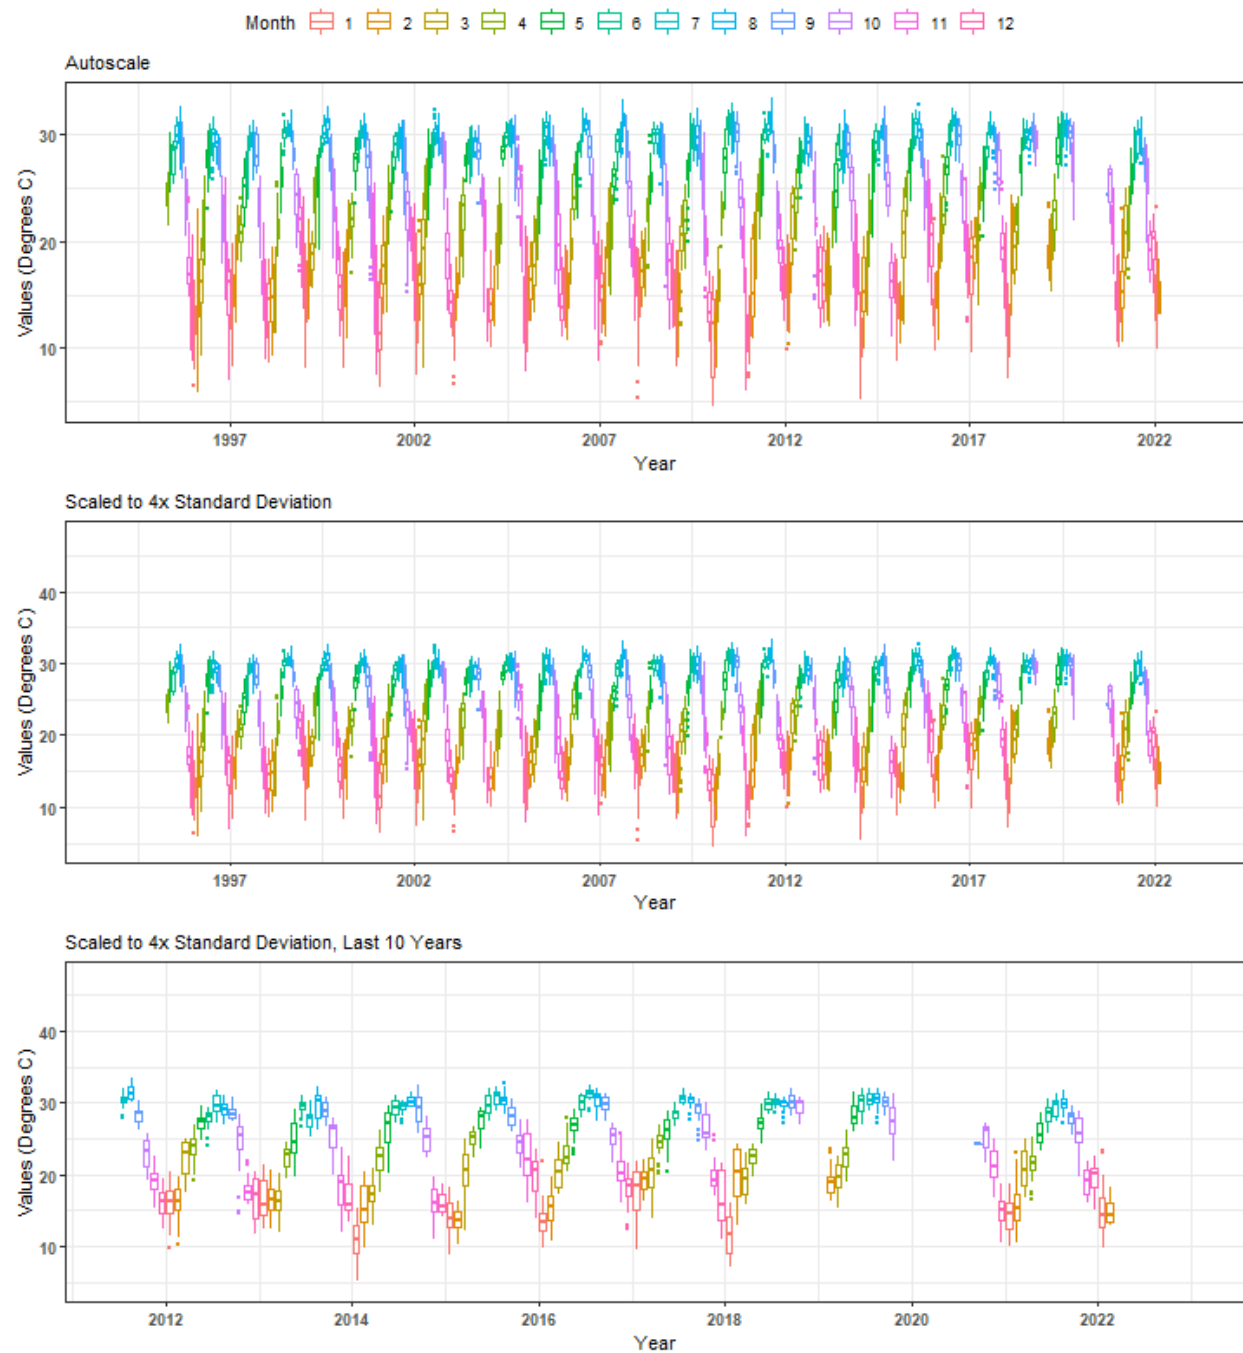 Month 1 2 3 4 5 6 7 8 9 10 11 12
Autoscale
Values (Degrees C)
30
20
10
1997 2002 2007 2012 2017 2022
Year
Scaled to 4x Standard Deviation
Values (Degrees C)
40
30
20
10
1997 2002 2007 2012 2017 2022
Year
Scaled to 4x Standard Deviation, Last 10 Years
Values (Degrees C)
40
30
20
10
2012 2014 2016 2018 2020 2022
Year